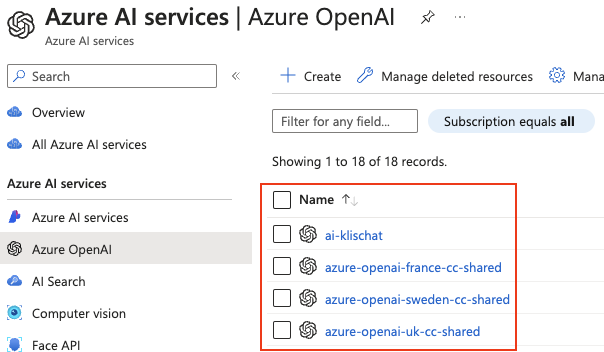 Azure AI services | Azure OpenAI
Azure AI services
Search
Overview
All Azure AI services
Azure AI services
Azure AI services
Azure OpenAI
AI Search
Computer vision
Face API
Create Manage deleted resources Mana
Filter for any field... Subscription equals all
Showing 1 to 18 of 18 records.
Name
ai-klischat
azure-openai-france-cc-shared
azure-openai-sweden-cc-shared
azure-openai-uk-cc-shared